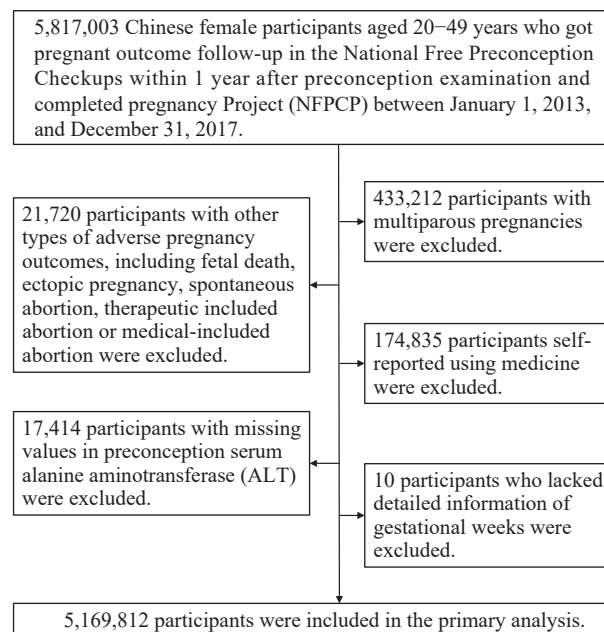 5,817,003 Chinese female participants aged 20−49 years who got
pregnant outcome follow-up in the National Free Preconception
Checkups within 1 year after preconception examination and
completed pregnancy Project (NFPCP) between January 1, 2013,
and December 31, 2017.
433,212 participants with
multiparous pregnancies
were excluded.
21,720 participants with other
types of adverse pregnancy
outcomes, including fetal death,
ectopic pregnancy, spontaneous
abortion, therapeutic included
abortion or medical-included
abortion were excluded.
174,835 participants self-
reported using medicine
were excluded.
17,414 participants with missing
values in preconception serum
alanine aminotransferase (ALT)
were excluded.
10 participants who lacked
detailed information of
gestational weeks were
excluded.
5,169,812 participants were included in the primary analysis.